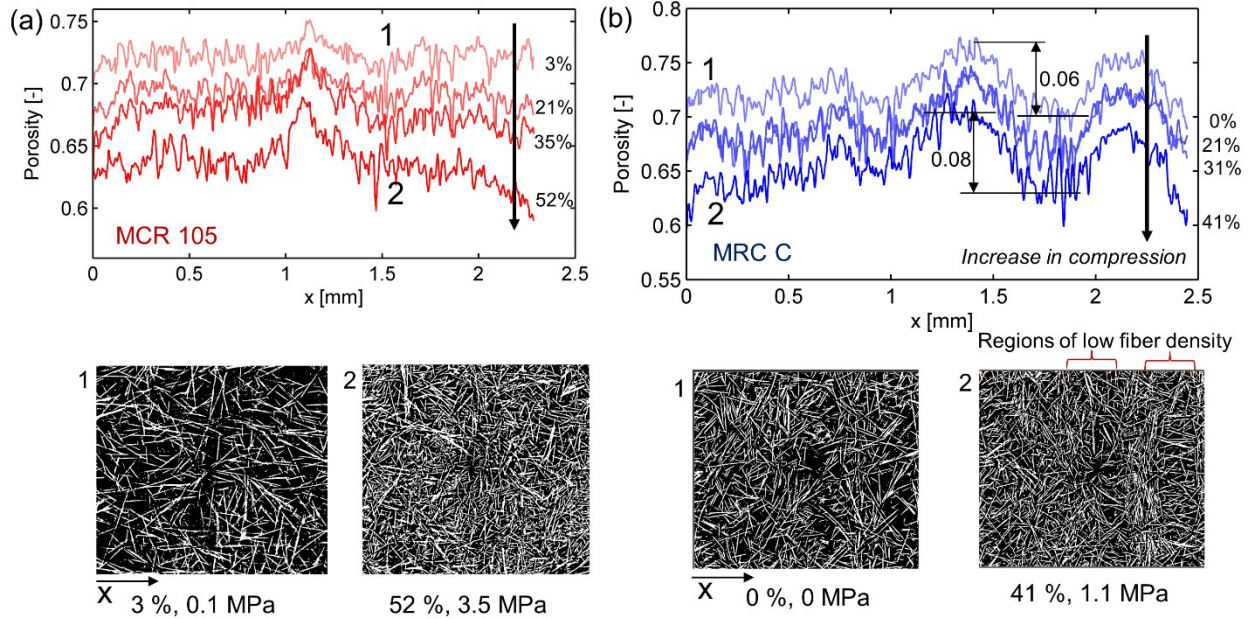 (a)
0.75
0.7
0.65
0.6
Porosity [-]
1
3%
21%
35%
52%
2
MCR 105
0
0.5
1
1.5
2
2.5
x [mm]
(b)
0.8
0.75
0.7
0.65
0.6
0.55
Porosity [-]
1
0.06
0.08
0%
21%
31%
41%
2
MRC C
Increase in compression
0
0.5
1
1.5
2
2.5
x [mm]
1
x
3 %, 0.1 MPa
2
52 %, 3.5 MPa
1
x
0 %, 0 MPa
Regions of low fiber density
2
41 %, 1.1 MPa